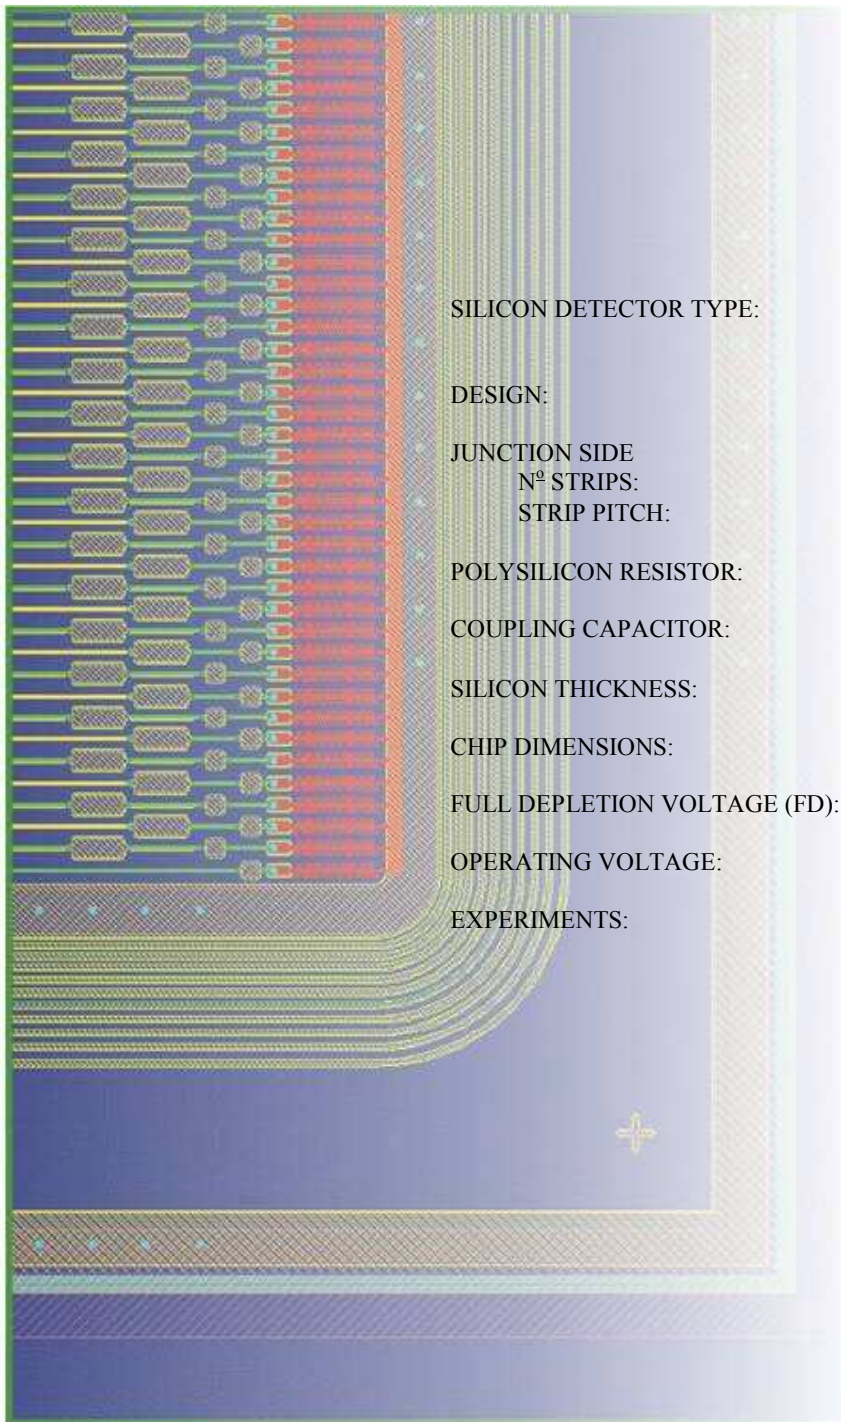 SILICON DETECTOR TYPE:
DESIGN:
JUNCTION SIDE
Nº STRIPS:
STRIP PITCH:
POLYSILICON RESISTOR:
COUPLING CAPACITOR:
SILICON THICKNESS:
CHIP DIMENSIONS:
FULL DEPLETION VOLTAGE (FD):
OPERATING VOLTAGE:
EXPERIMENTS: